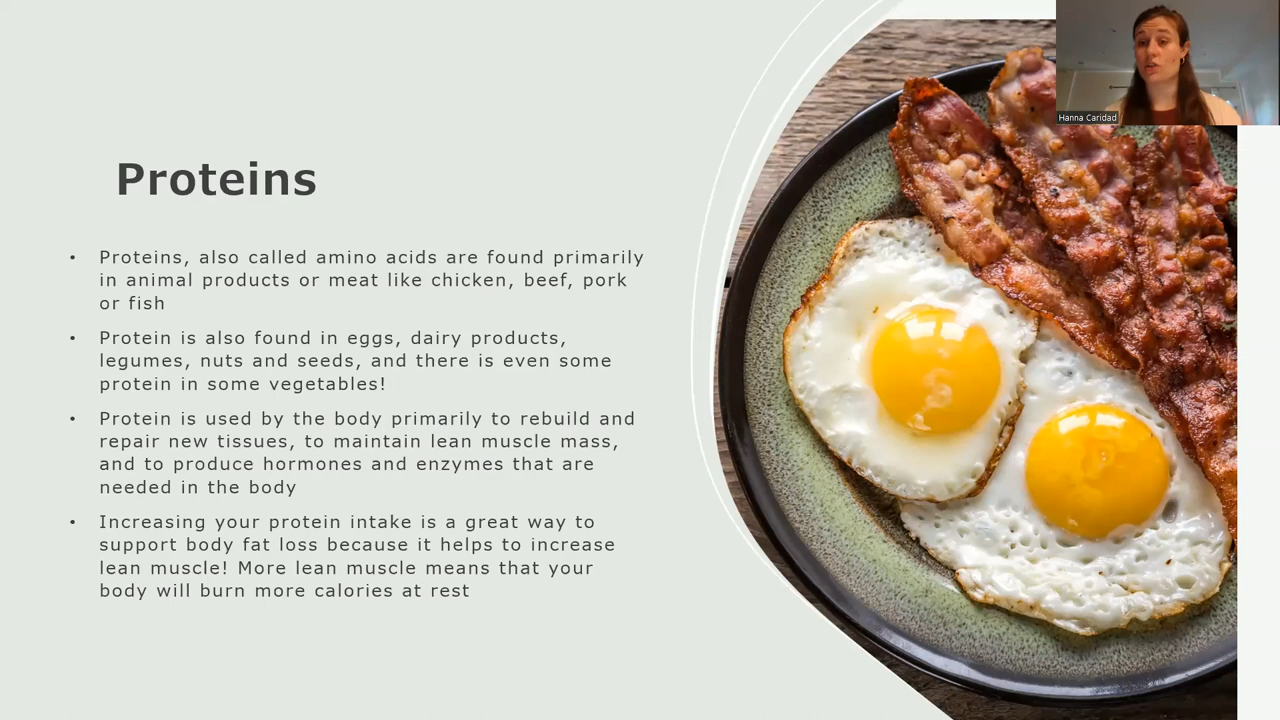 Hanna Caridad
Proteins
• Proteins, also called amino acids are found primarily
in animal products or meat like chicken, beef, pork
or fish
• Protein is also found in eggs, dairy products,
legumes, nuts and seeds, and there is even some
protein in some vegetables!
• Protein is used by the body primarily to rebuild and
repair new tissues, to maintain lean muscle mass,
and to produce hormones and enzymes that are
needed in the body
• Increasing your protein intake is a great way to
support body fat loss because it helps to increase
lean muscle! More lean muscle means that your
body will burn more calories at rest